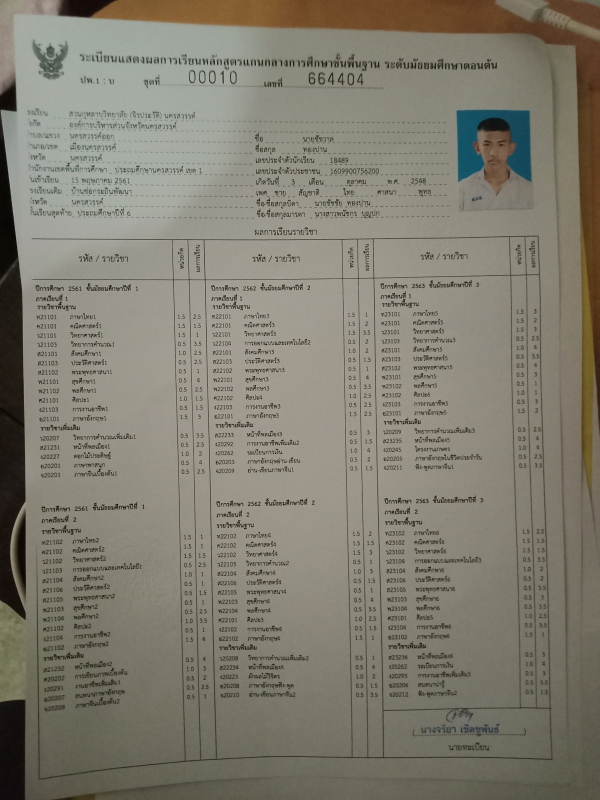 ระเบียนแสดงผลการเรียนหลักสูตรแกนกลางการศึกษาขั้นพื้นฐาน ระดับมัธยมศึกษาตอนต้น
ปพ.1 : บ ชุดที่ 00010 เลขที่ 664404
สวนกุหลาบวิทยาลัย (จิรประวัติ) นครสวรรค์
องค์การบริหารส่วนจังหวัดนครสวรรค์
นครสวรรค์ออก
เมืองนครสวรรค์
นครสวรรค์
ประถมศึกษานครสวรรค์ เขต 1
15 พฤษภาคม 2561
บ้านช่อกระถินพัฒนา
นครสวรรค์
ประถมศึกษาปีที่ 6
ชื่อ นายชัชวาล
ชื่อสกุล ทองปาน
เลขประจำตัวนักเรียน 18489
เลขประจำตัวประชาชน 1609900756200
เกิดวันที่ 3 เดือน ตุลาคม พ.ศ. 2548
เพศ ชาย สัญชาติ ไทย ศาสนา พุทธ
ชื่อ-ชื่อสกุลบิดา นายชัชชัย ทองปาน
ชื่อ-ชื่อสกุลมารดา
ผลการเรียนรายวิชา
รหัส / รายวิชา หน่วยกิต ผลการเรียน
รหัส / รายวิชา หน่วยกิต ผลการเรียน
รหัส / รายวิชา หน่วยกิต ผลการเรียน
ปีการศึกษา 2561 ชั้นมัธยมศึกษาปีที่ 1
ภาคเรียนที่ 1
รายวิชาพื้นฐาน
ท21101 ภาษาไทย1 1.5 2.5
ค21101 คณิตศาสตร์1 1.5
ว21101 วิทยาศาสตร์1 1.5
ว21103 วิทยาการคำนวณ1 0.5 3.5
ส21101 สังคมศึกษา1 1.0 2.5
ส21103 ประวัติศาสตร์1 0.5 2.5
ส21102 พระพุทธศาสนา1 0.5 1
พ21101 สุขศึกษา1 0.5 4
พ21102 พลศึกษา1 0.5 2.5
ศ21101 ศิลปะ1 1.0 1.5
ง21103 การงานอาชีพ1 0.5 1.5
อ21101 ภาษาอังกฤษ1 1.5 3
รายวิชาเพิ่มเติม
ว20207 วิทยาการคำนวณเพิ่มเติม1 0.5 3.5
ส21231 หน้าที่พลเมือง1 0.5 2.5
ง20227 ดอกไม้ประดิษฐ์ 1.0 2
อ20201 ภาษาพาสนุก 0.5 4
จ20201 ภาษาจีนเบื้องต้น1 0.5 2.5
ปีการศึกษา 2562 ชั้นมัธยมศึกษาปีที่ 2
ภาคเรียนที่ 1
รายวิชาพื้นฐาน
ท22101 ภาษาไทย3 1.5 1
ค22101 คณิตศาสตร์3 1.5 2
ว22101 วิทยาศาสตร์3 1.5
ว22104 การออกแบบและเทคโนโลยี2 0.5 2
ส22101 สังคมศึกษา3 1.0 2
ส22103 ประวัติศาสตร์3 0.5
ส22102 พระพุทธศาสนา3 0.5 4
พ22101 สุขศึกษา3 0.5
พ22102 พลศึกษา3 0.5 3.5
ศ22101 ศิลปะ4 1.0
ง22101 การงานอาชีพ3 0.5 2.5
อ22101 ภาษาอังกฤษ3 1.5 2.5
รายวิชาเพิ่มเติม
ส22233 หน้าที่พลเมือง3 0.5
ว20292 การงานอาชีพเพิ่มเติม2 0.5 2.5
ง20262 ระเบียบการเงิน 1.0 4
อ20203 ภาษาอังกฤษอ่าน-เขียน 0.5 2
จ20209 อ่าน-เขียนภาษาจีน1 0.5 2.5
ปีการศึกษา 2563 ชั้นมัธยมศึกษาปีที่ 3
ภาคเรียนที่ 1
รายวิชาพื้นฐาน
ท23101 ภาษาไทย5 1.5 3
ค23101 คณิตศาสตร์5 1.5 2
ว23101 วิทยาศาสตร์5 1.5 3
ว23103 วิทยาการคำนวณ3 0.5 2.5
ส23101 สังคมศึกษา5 1.0 4
ส23103 ประวัติศาสตร์5 0.5 3.5
ส23102 พระพุทธศาสนา5 0.5
พ23101 สุขศึกษา5 0.5 3
พ23102 พลศึกษา5 0.5 1
ศ23101 ศิลปะ6 1.0 1
ง23101 การงานอาชีพ5 0.5 3
อ23101 ภาษาอังกฤษ5 1.5 2
รายวิชาเพิ่มเติม
ว20209 วิทยาการคำนวณเพิ่มเติม3 0.5 2.5
ส23235 หน้าที่พลเมือง5 0.5 4
ง20245 โครงงานเกษตร 1.0 4
อ20205 ภาษาอังกฤษในชีวิตประจำวัน 0.5
จ20211 ฟัง-พูดภาษาจีน1 0.5 3.5
ปีการศึกษา 2561 ชั้นมัธยมศึกษาปีที่ 1
ภาคเรียนที่ 2
รายวิชาพื้นฐาน
ท21102 ภาษาไทย2 1.5 1
ค21102 คณิตศาสตร์2 1.5 1
ว21102 วิทยาศาสตร์2 1.5 1.5
ว21103 การออกแบบและเทคโนโลยี1 0.5 2.5
ส21104 สังคมศึกษา2 1.0 1
ส21106 ประวัติศาสตร์2 0.5 1.5
ส21105 พระพุทธศาสนา2 0.5 2.5
พ21103 สุขศึกษา2 0.5 1
พ21104 พลศึกษา2 0.5 3.5
ศ21102 ศิลปะ2 1.0 2.5
ง21104 การงานอาชีพ2 0.5 1
อ21102 ภาษาอังกฤษ2 1.5 1
รายวิชาเพิ่มเติม
ส21232 หน้าที่พลเมือง2 0.5 4
ศ20202 การเขียนภาพเบื้องต้น 1.0 3
ง20291 งานอาชีพเพิ่มเติม1 0.5 2
อ20207 สนทนาภาษาอังกฤษ 0.5 2.5
จ20208 ภาษาจีนเบื้องต้น2 0.5 2.5
ปีการศึกษา 2562 ชั้นมัธยมศึกษาปีที่ 2
ภาคเรียนที่ 2
รายวิชาพื้นฐาน
ท22102 ภาษาไทย4 1.5 2
ค22102 คณิตศาสตร์4 1.5 1.5
ว22102 วิทยาศาสตร์4 1.5 3
ว21103 วิทยาการคำนวณ2 0.5 2.5
ส22104 สังคมศึกษา4 1.0 3
ส22106 ประวัติศาสตร์4 0.5 1.5
ส22105 พระพุทธศาสนา4 0.5 1
พ22103 สุขศึกษา4 0.5 4
พ22104 พลศึกษา4 0.5 3.5
ศ22101 ศิลปะ3 1.0 2.5
ง22102 การงานอาชีพ4 0.5 1.5
อ22102 ภาษาอังกฤษ4 1.5 1
รายวิชาเพิ่มเติม
ว20208 วิทยาการคำนวณเพิ่มเติม2 0.5 1
ส22234 หน้าที่พลเมือง4 0.5 4
ง20223 1.0 2
อ20208 ภาษาอังกฤษฟัง-พูด 0.5 1.5
จ20210 อ่าน-เขียนภาษาจีน2 0.5 3.5
ปีการศึกษา 2563 ชั้นมัธยมศึกษาปีที่ 3
ภาคเรียนที่ 2
รายวิชาพื้นฐาน
ท23102 ภาษาไทย6 1.5 2.5
ค23102 คณิตศาสตร์6 1.5 1.5
ว23102 วิทยาศาสตร์6 1.5 1.5
ว23106 การออกแบบและเทคโนโลยี3 0.5 3.5
ส23104 สังคมศึกษา6 1.0 2
ส23106 ประวัติศาสตร์6 0.5 2
ส23105 พระพุทธศาสนา6 0.5
พ23103 สุขศึกษา6 0.5 3
พ23104 พลศึกษา6 0.5 3.5
ศ23101 ศิลปะ5 1.0 2.5
ง23104 การงานอาชีพ6 0.5 3.5
อ23102 ภาษาอังกฤษ6 1.5 1
รายวิชาเพิ่มเติม
ส23236 หน้าที่พลเมือง6 0.5 4
ง20262 ระเบียบการเงิน 1.0 4
ง20293 การงานอาชีพเพิ่มเติม3 0.5 3
อ20206 สนทนาน่ารู้ 0.5 3.5
จ20212 ฟัง-พูดภาษาจีน2 0.5 1.5
( นางจริยา เชิดชูพันธ์ )
นายทะเบียน